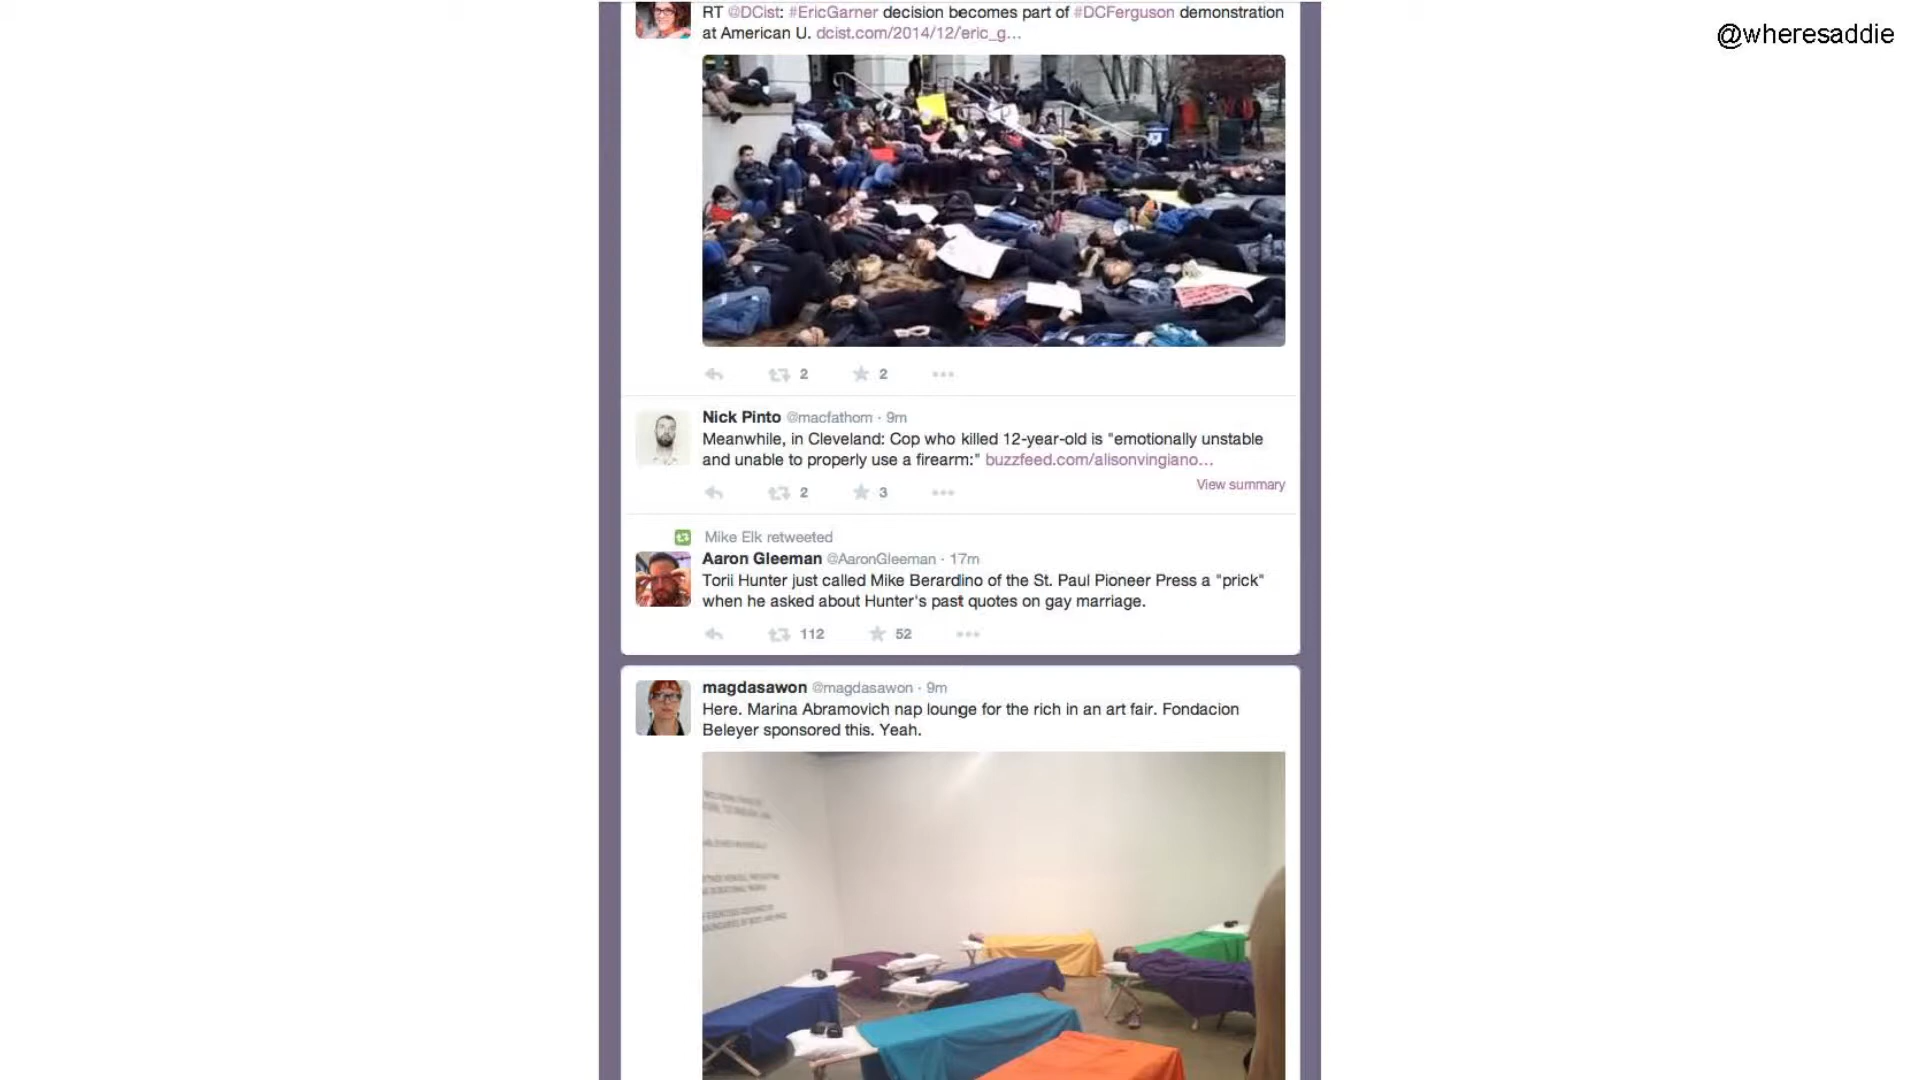 RT @DCist: #EricGarner decision becomes part of #DCFerguson demonstration
at American U. dcist.com/2014/12/eric_g...
@wheresaddie
2 2
Nick Pinto @macfathom · 9m
Meanwhile, in Cleveland: Cop who killed 12-year-old is "emotionally unstable
and unable to properly use a firearm:" buzzfeed.com/alisonvingiano...
View summary
2 3
Mike Elk retweeted
Aaron Gleeman @AaronGleeman · 17m
Torii Hunter just called Mike Berardino of the St. Paul Pioneer Press a "prick"
when he asked about Hunter's past quotes on gay marriage.
112 52
magdasawon @magdasawon · 9m
Here. Marina Abramovich nap lounge for the rich in an art fair. Fondacion
Beleyer sponsored this. Yeah.